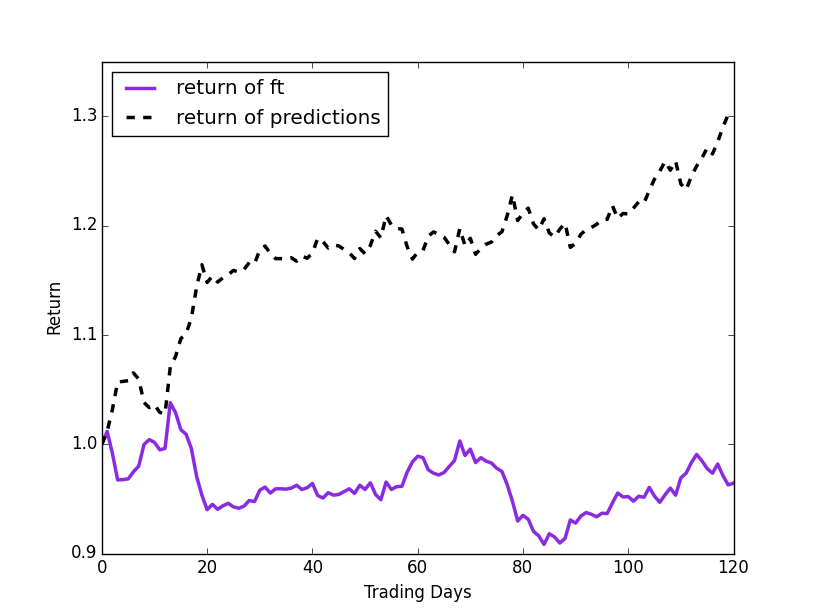 return of ft
return of predictions
1.3
1.2
1.1
1.0
0.9
Return
0 20 40 60 80 100 120
Trading Days